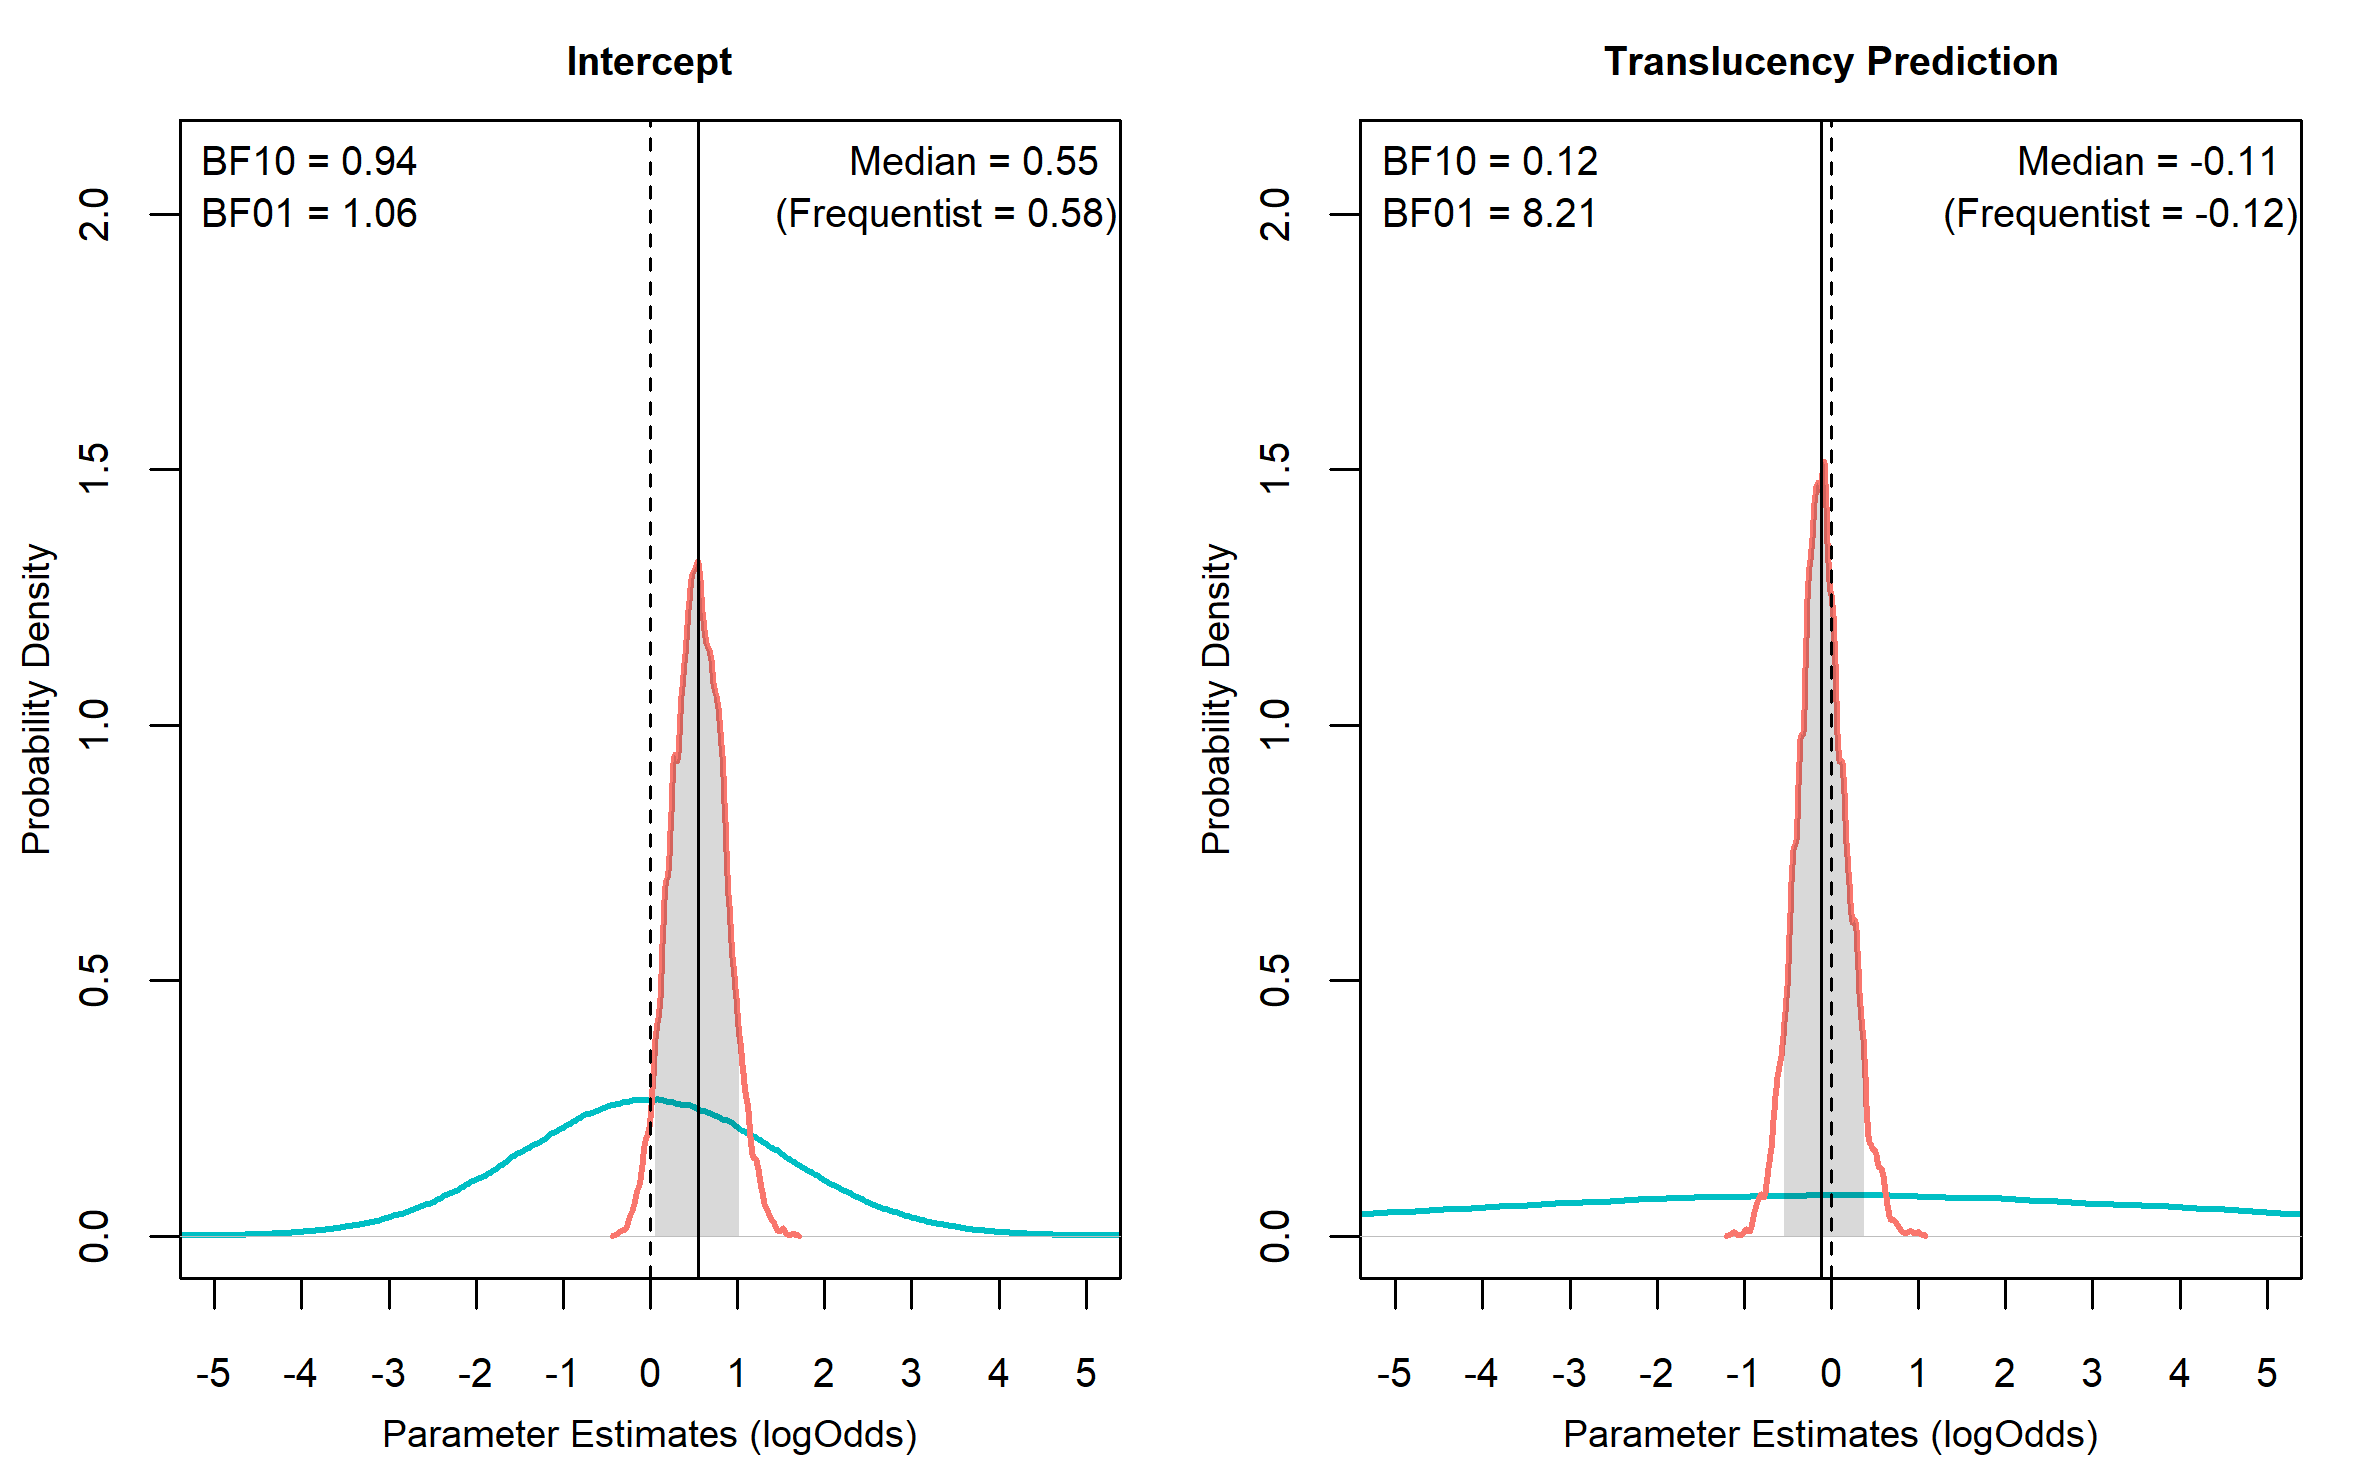 Intercept
BF10 = 0.94
BF01 = 1.06
Median = 0.55
(Frequentist = 0.58)
Probability Density
2.0
1.5
1.0
0.5
0.0
-5 -4 -3 -2 -1 0 1 2 3 4 5
Parameter Estimates (logOdds)
Translucency Prediction
BF10 = 0.12
BF01 = 8.21
Median = -0.11
(Frequentist = -0.12)
Probability Density
2.0
1.5
1.0
0.5
0.0
-5 -4 -3 -2 -1 0 1 2 3 4 5
Parameter Estimates (logOdds)